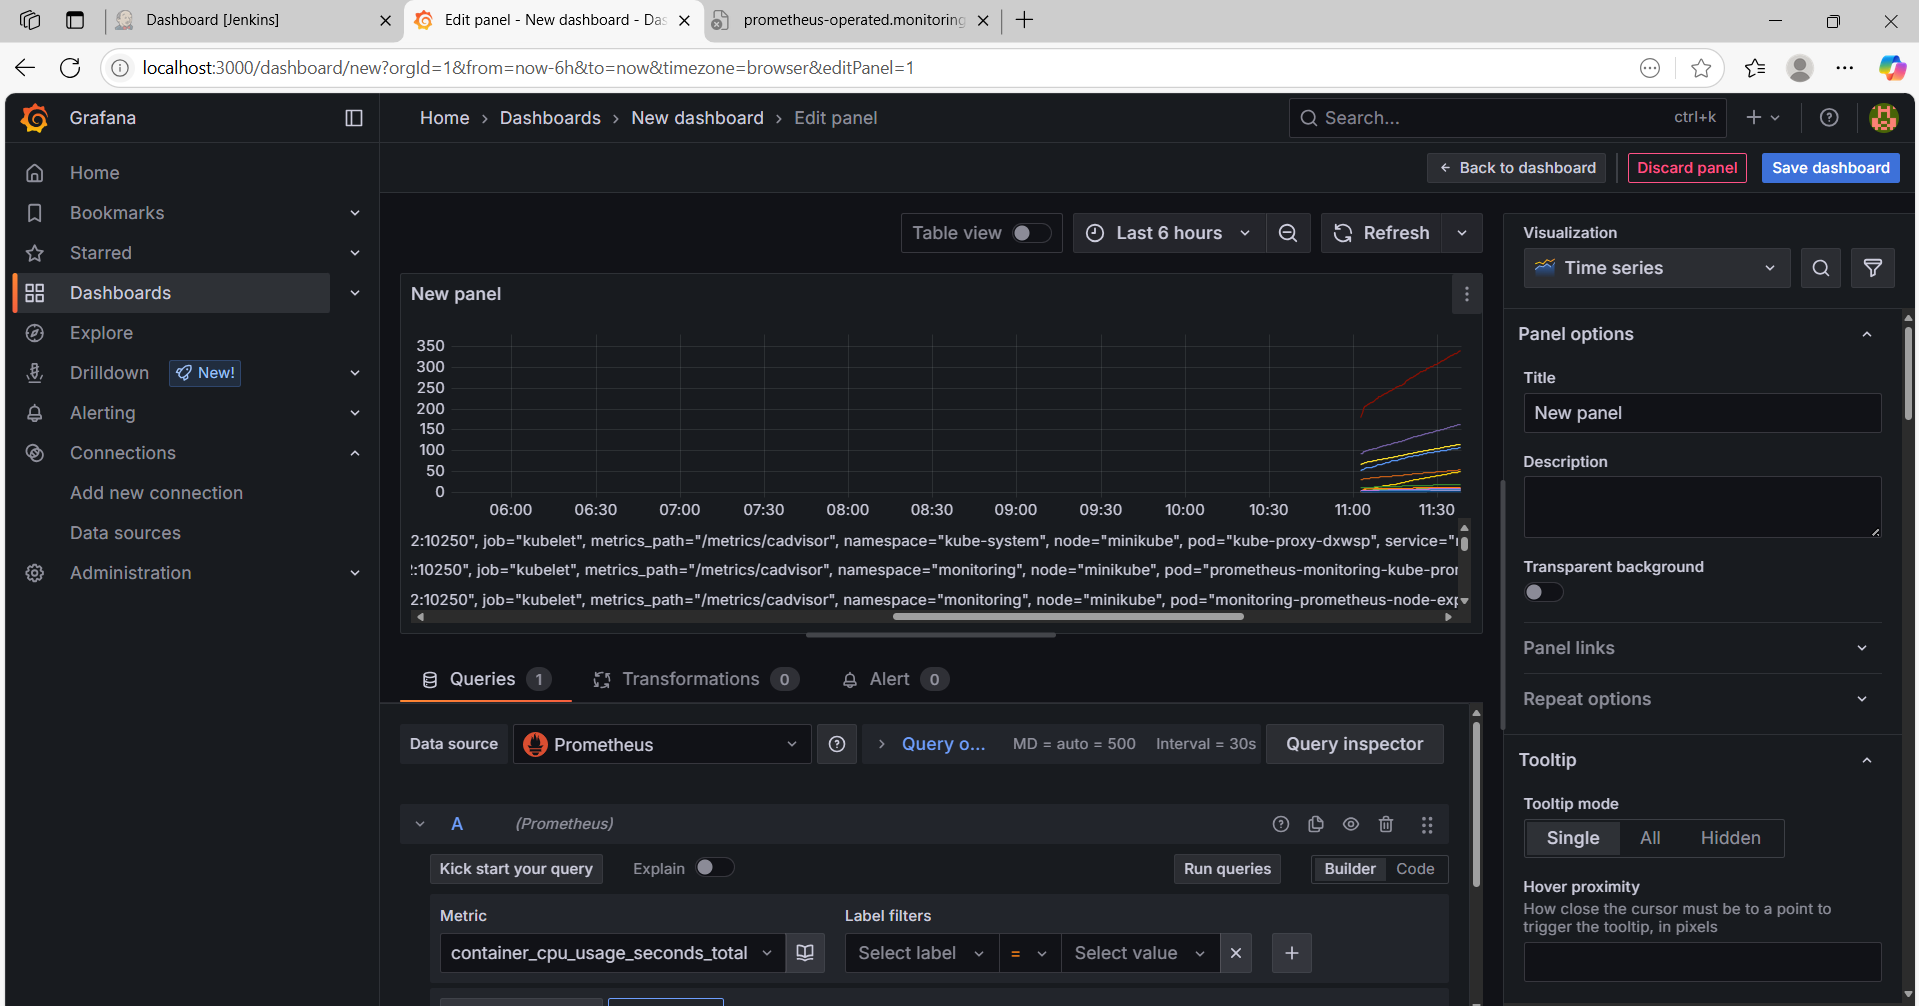 Dashboard [Jenkins]
Edit panel - New dashboard - Das
prometheus-operated.monitoring
localhost:3000/dashboard/new?orgId=1&from=now-6h&to=now&timezone=browser&editPanel=1
Grafana
Home › Dashboards › New dashboard › Edit panel
Search...
ctrl+k
Back to dashboard
Discard panel
Save dashboard
Home
Bookmarks
Starred
Dashboards
Explore
Drilldown
New!
Alerting
Connections
Add new connection
Data sources
Administration
Table view
Last 6 hours
Refresh
New panel
350
300
250
200
150
100
50
0
06:00 06:30 07:00 07:30 08:00 08:30 09:00 09:30 10:00 10:30 11:00 11:30
2:10250", job="kubelet", metrics_path="/metrics/cadvisor", namespace="kube-system", node="minikube", pod="kube-proxy-dxwsp", service="
:10250", job="kubelet", metrics_path="/metrics/cadvisor", namespace="monitoring", node="minikube", pod="prometheus-monitoring-kube-pro
2:10250", job="kubelet", metrics_path="/metrics/cadvisor", namespace="monitoring", node="minikube", pod="monitoring-prometheus-node-ex
Queries 1
Transformations 0
Alert 0
Data source
Prometheus
Query o...
MD = auto = 500
Interval = 30s
Query inspector
A
(Prometheus)
Kick start your query
Explain
Run queries
Builder
Code
Metric
Label filters
container_cpu_usage_seconds_total
Select label
=
Select value
Visualization
Time series
Panel options
Title
New panel
Description
Transparent background
Panel links
Repeat options
Tooltip
Tooltip mode
Single
All
Hidden
Hover proximity
How close the cursor must be to a point to
trigger the tooltip, in pixels